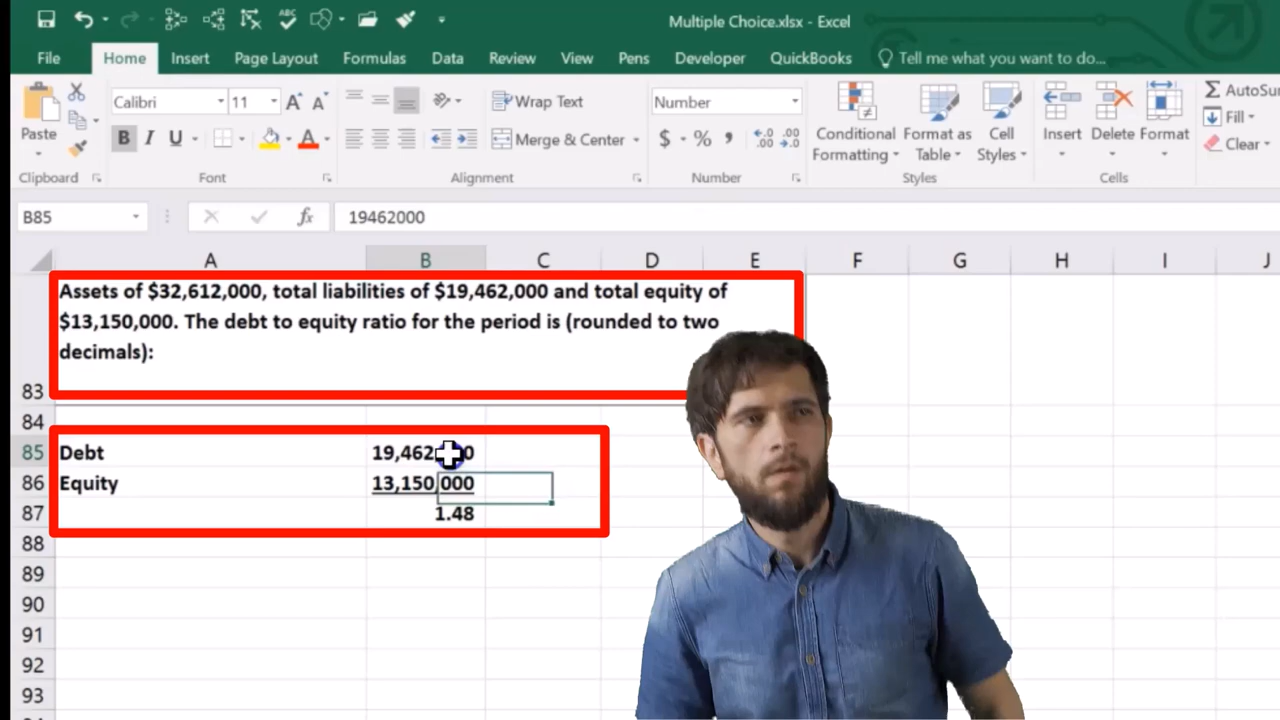 Multiple Choice.xlsx - Excel
File Home Insert Page Layout Formulas Data Review View Pens Developer QuickBooks Tell me what you want to do...
Paste
Calibri 11
B I U
A A
Wrap Text
Merge & Center
Number
$ %
Conditional Formatting
Format as Table
Cell Styles
Insert
Delete
Format
AutoSu
Fill
Clear
Clipboard Font Alignment Number Styles Cells
B85 fx 19462000
A B C D E F G H I J
Assets of $32,612,000, total liabilities of $19,462,000 and total equity of
$13,150,000. The debt to equity ratio for the period is (rounded to two
decimals):
83
84
85 Debt
86 Equity 13,150,000
87 1.48
88
89
90
91
92
93